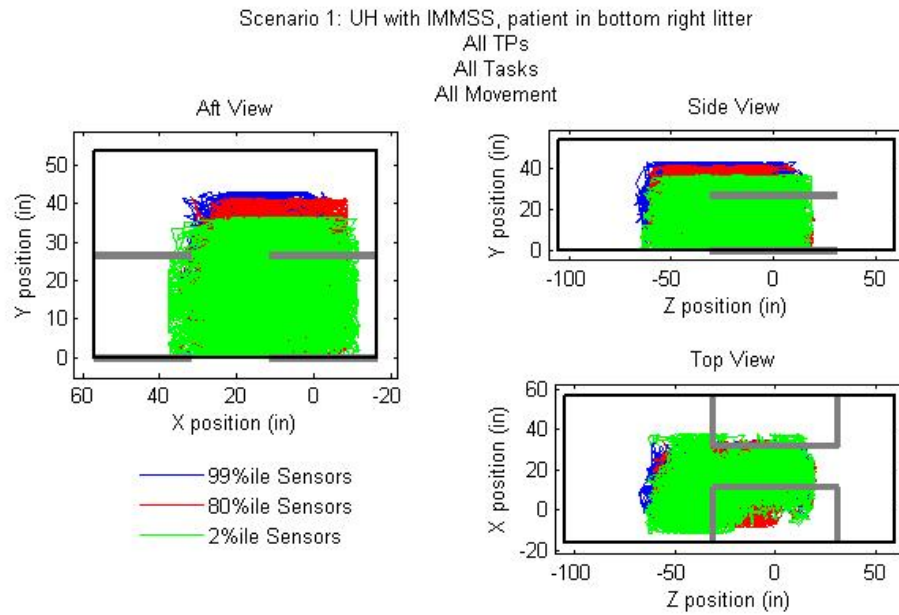 Scenario 1: UH with IMMSS, patient in bottom right litter
All TPs
All Tasks
All Movement
Aft View
50
40
30
20
10
0
60 40 20 0 -20
Y position (in)
X position (in)
Side View
40
20
0
-100 -50 0 50
Y position (in)
Z position (in)
Top View
60
40
20
0
-20
-100 -50 0 50
X position (in)
Z position (in)
99%ile Sensors
80%ile Sensors
2%ile Sensors